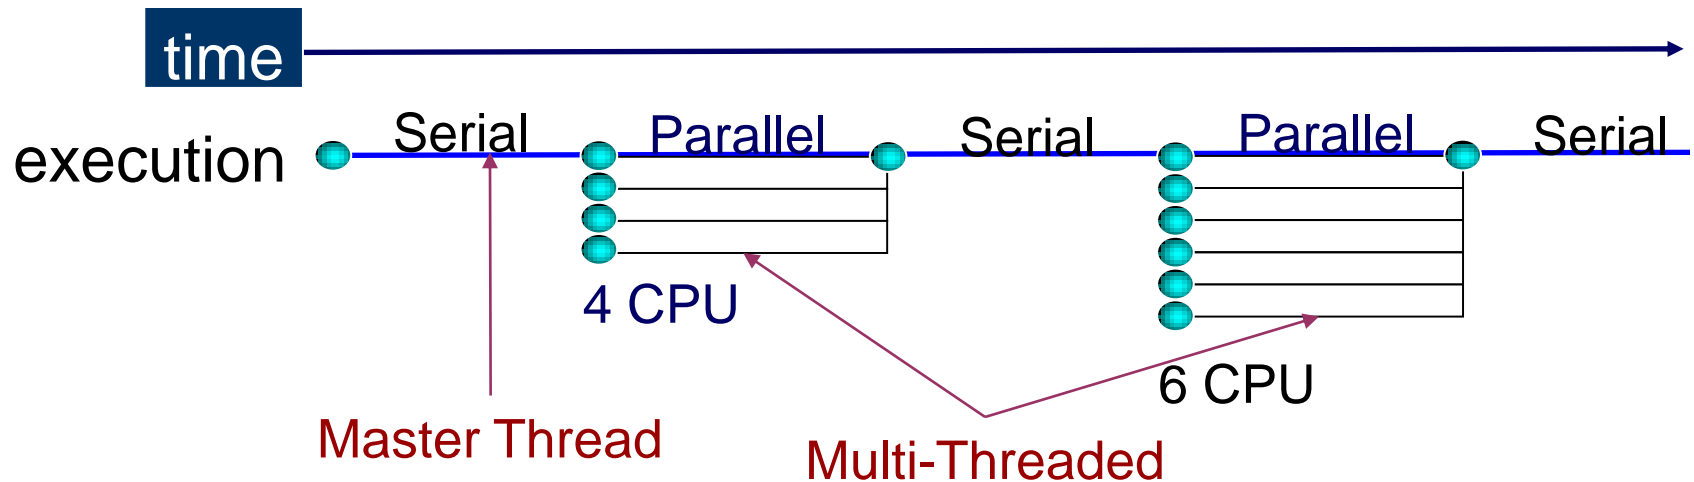 time
execution
Serial
Parallel
Serial
Parallel
Serial
4 CPU
6 CPU
Master Thread
Multi-Threaded